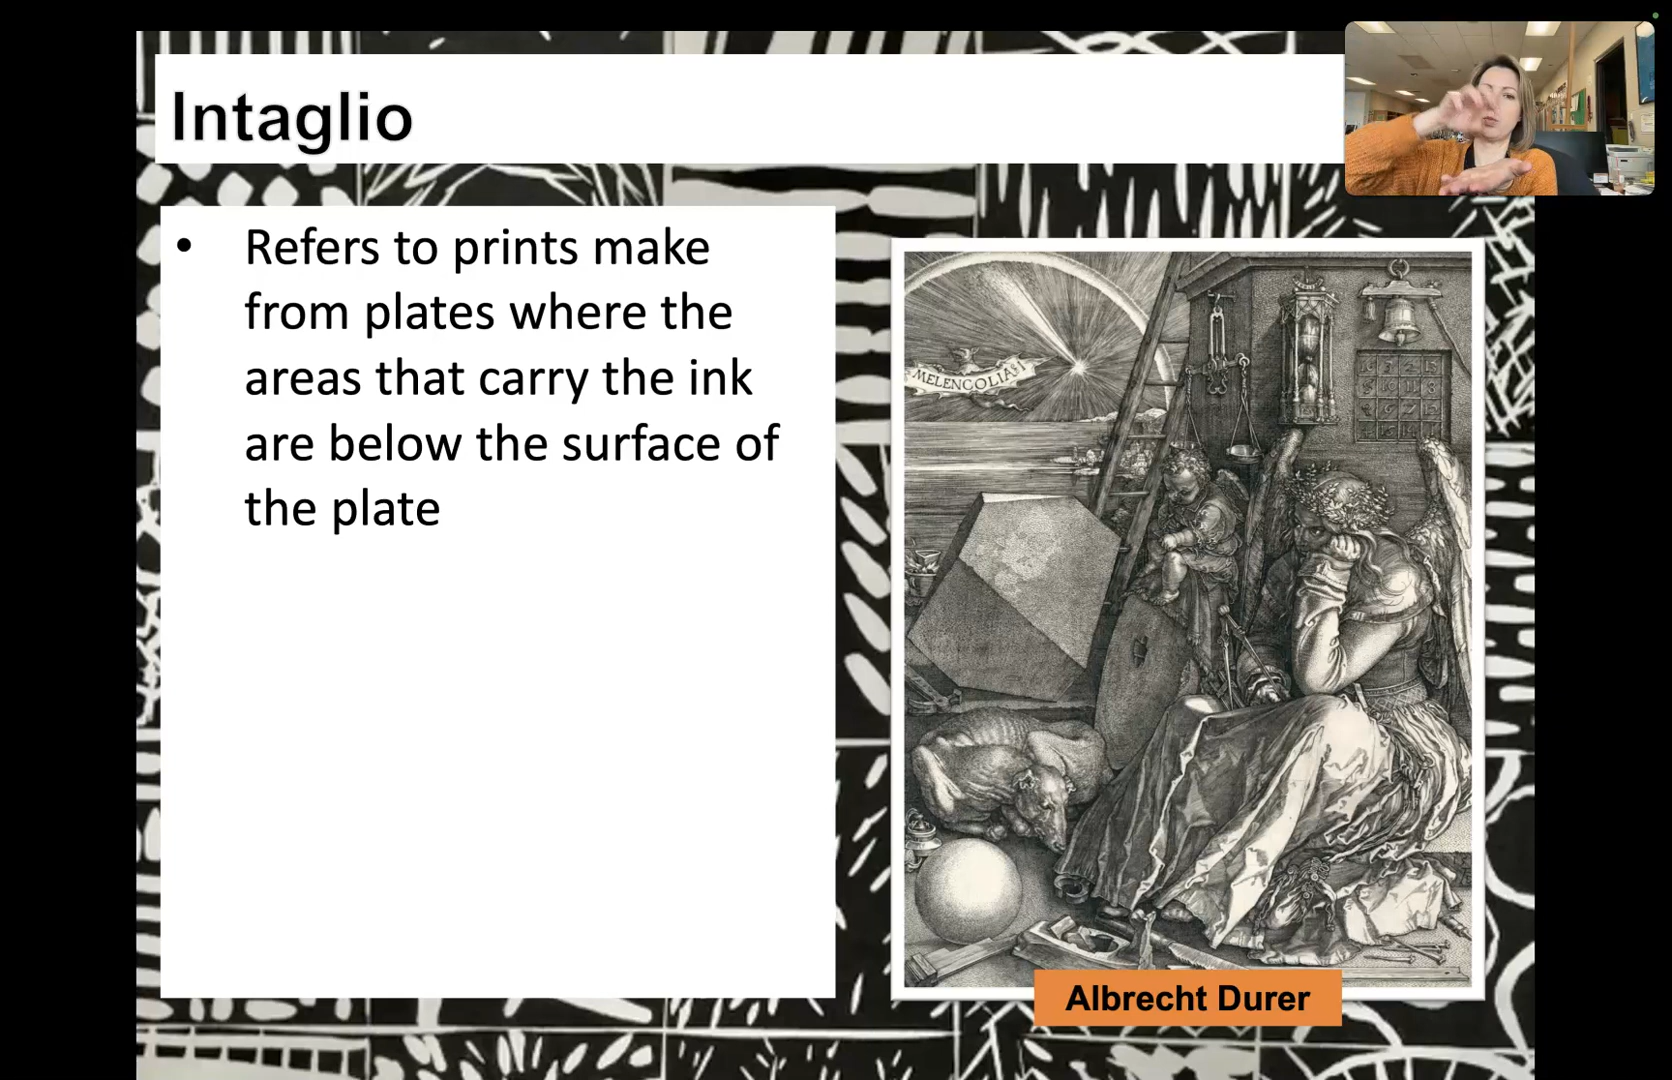 Intaglio
• Refers to prints make
from plates where the
areas that carry the ink
are below the surface of
the plate
MELENCOLIA§I
Albrecht Durer